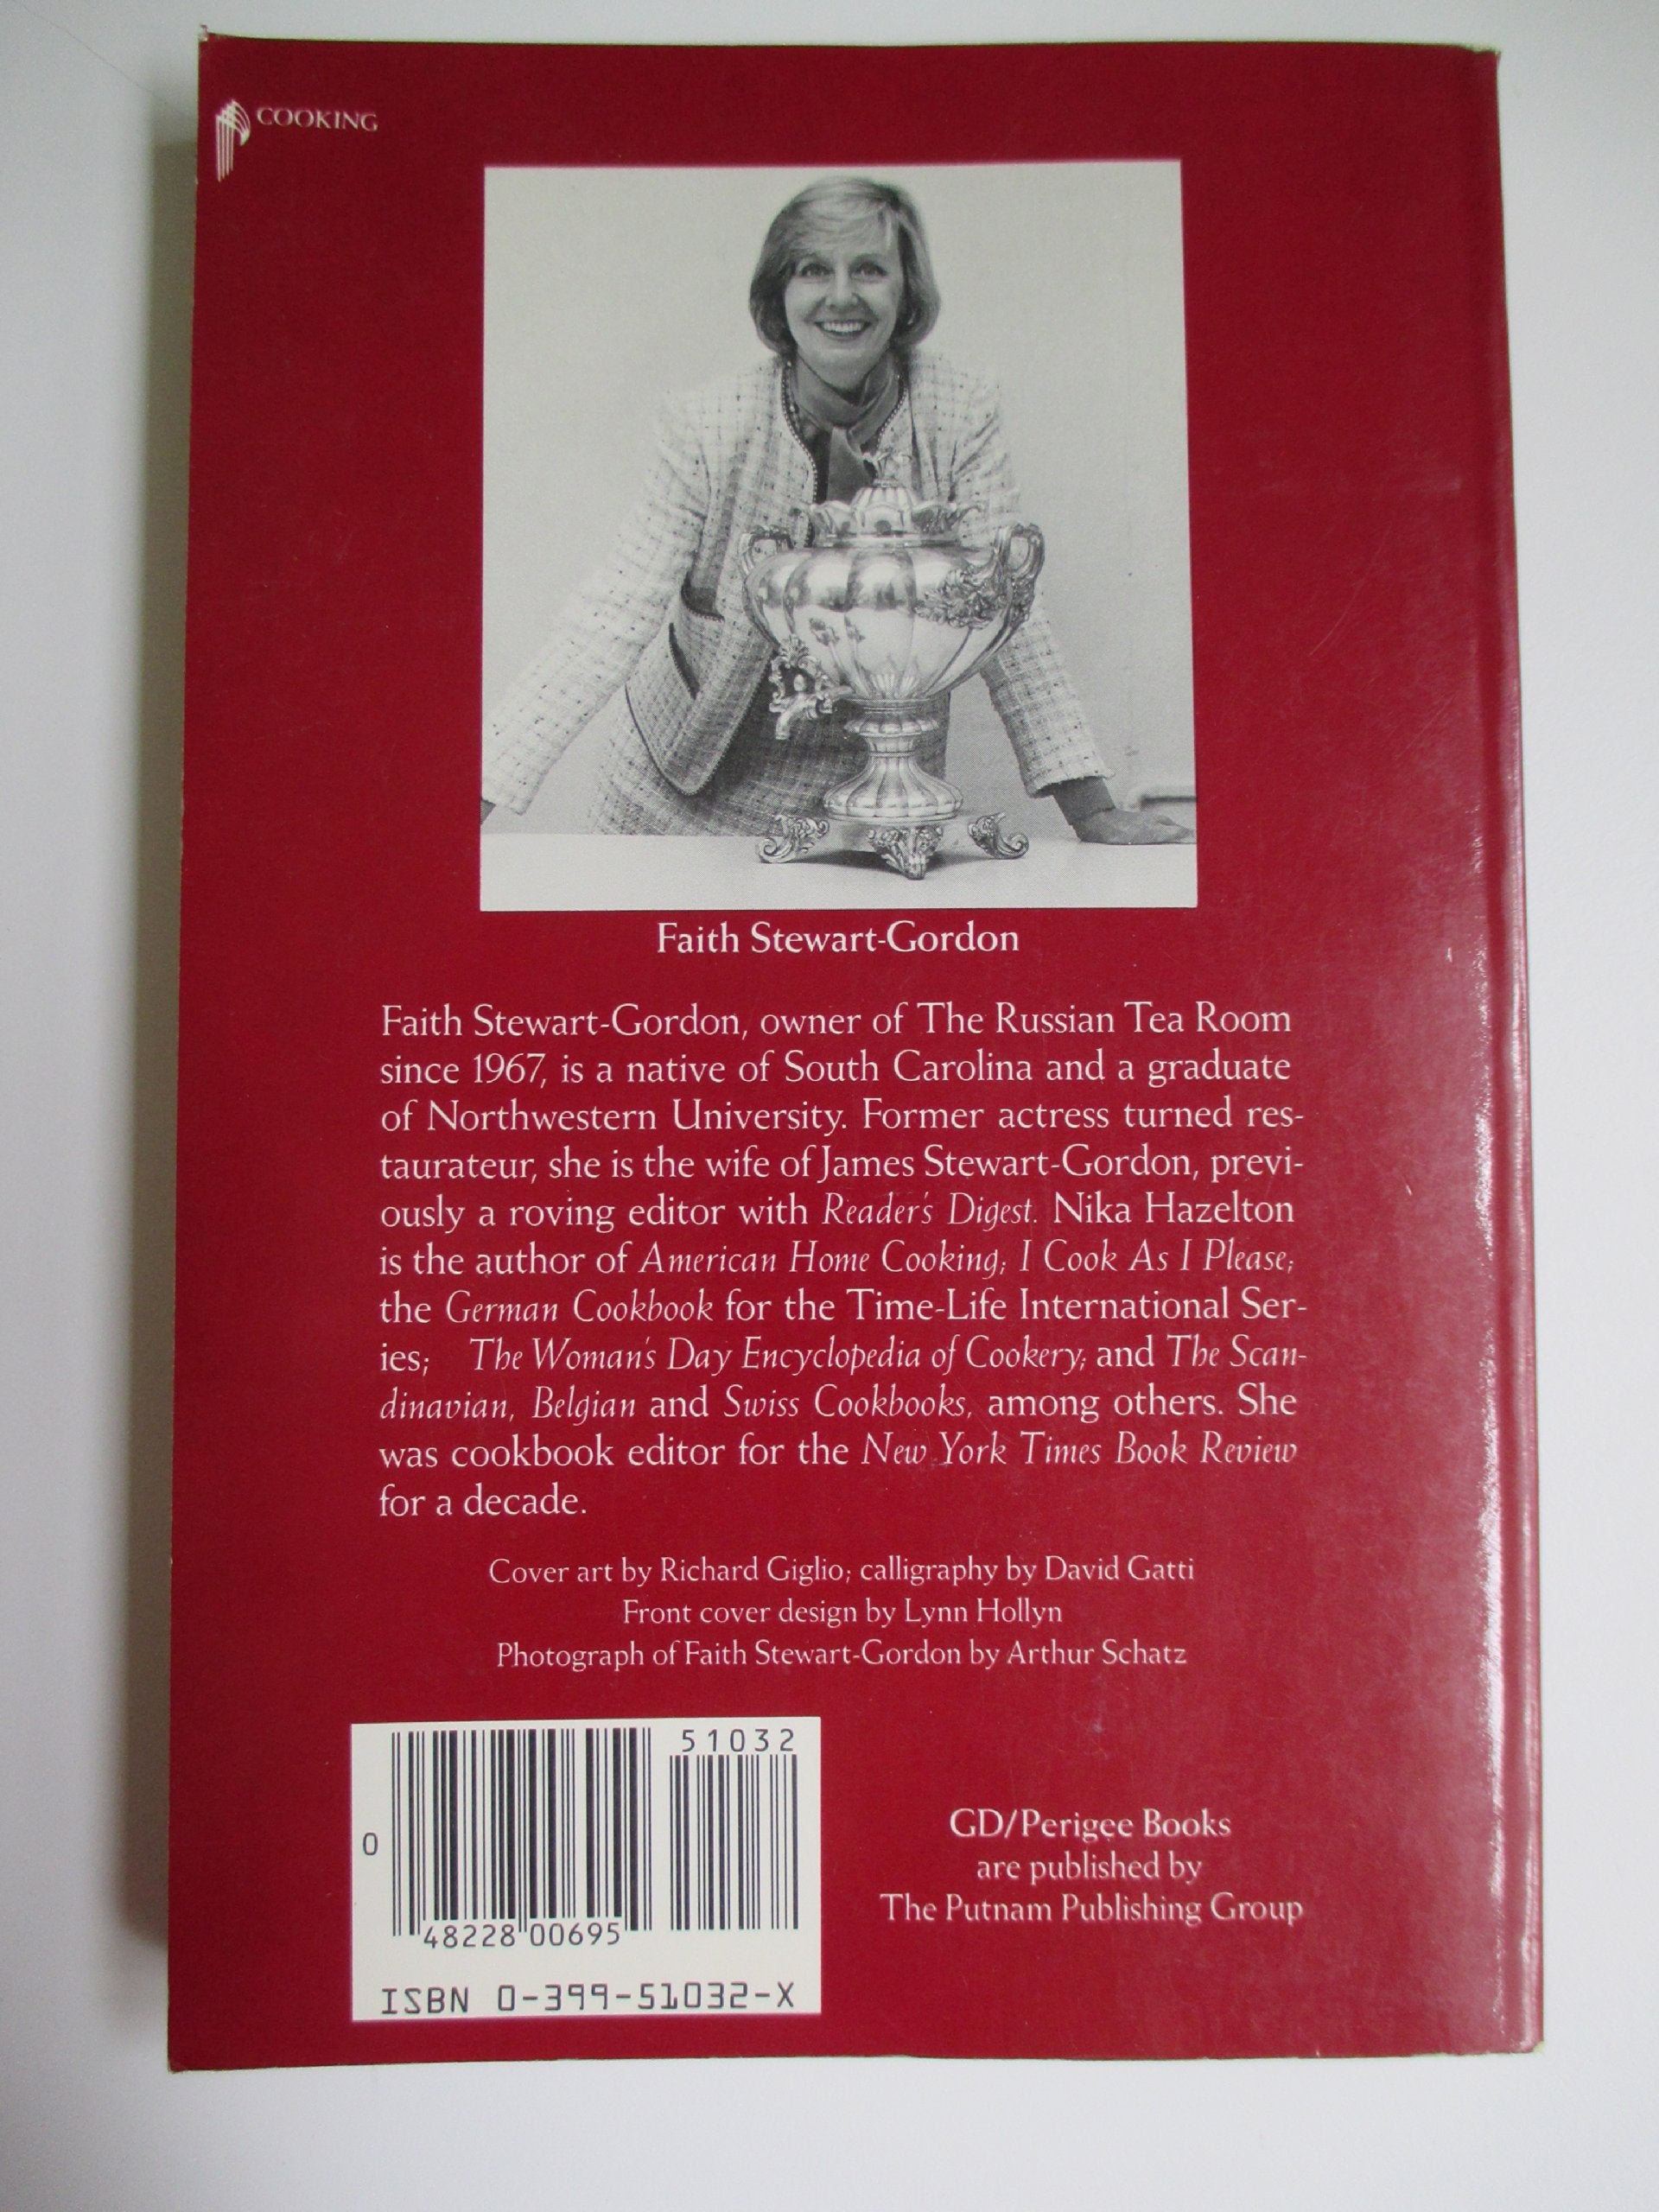 COOKING
Faith Stewart-Gordon
Faith Stewart-Gordon, owner of The Russian Tea Room
since 1967, is a native of South Carolina and a graduate
of Northwestern University. Former actress turned res-
taurateur, she is the wife of James Stewart-Gordon, previ-
ously a roving editor with Reader's Digest. Nika Hazelton
is the author of American Home Cooking; I Cook As I Please;
the German Cookbook for the Time-Life International Ser-
ies; The Woman's Day Encyclopedia of Cookery; and The Scan-
dinavian, Belgian and Swiss Cookbooks, among others. She
was cookbook editor for the New York Times Book Review
for a decade.
Cover art by Richard Giglio; calligraphy by David Gatti
Front cover design by Lynn Hollyn
Photograph of Faith Stewart-Gordon by Arthur Schatz
51032
0
48228 00695
ISBN 0-399-51032-X
GD/Perigee Books
are published by
The Putnam Publishing Group